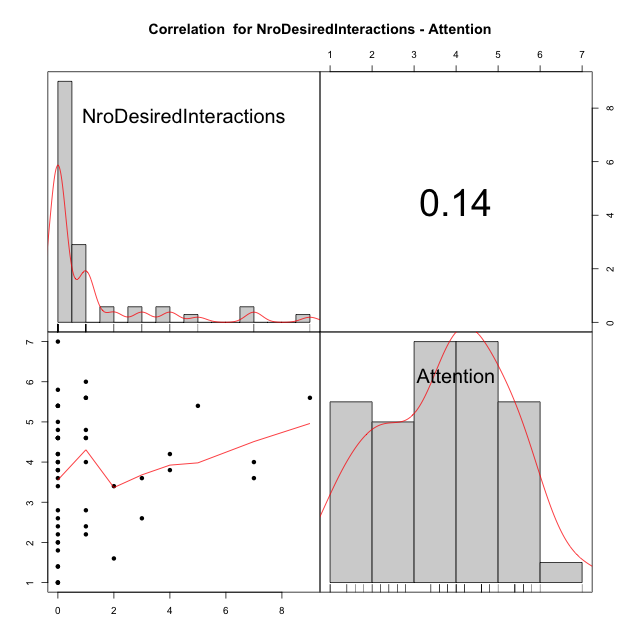 Correlation  for NroDesiredInteractions - Attention
1 2 3 4 5 6 7
NroDesiredInteractions
0.14
8
6
4
2
0
7
6
5
4
3
2
1
Attention
0 2 4 6 8